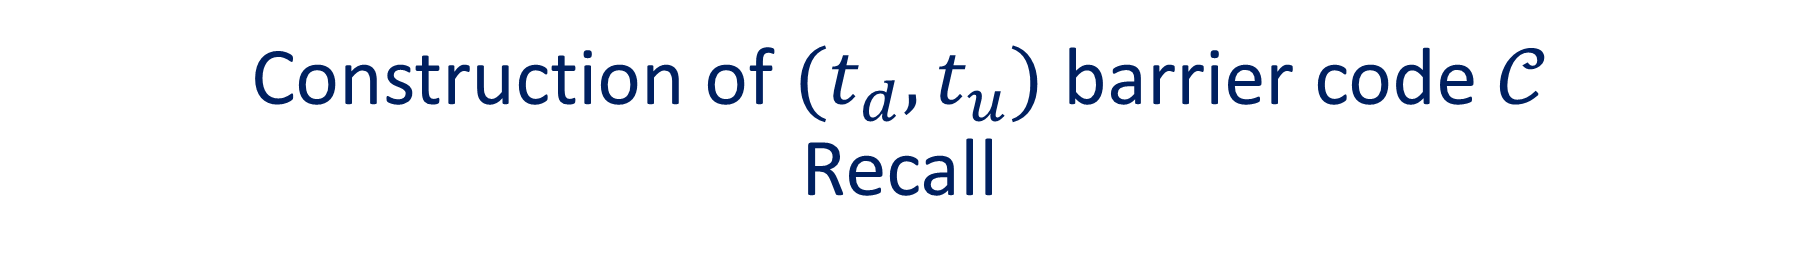 Construction of (t_d, t_u) barrier code 𝒞
Recall